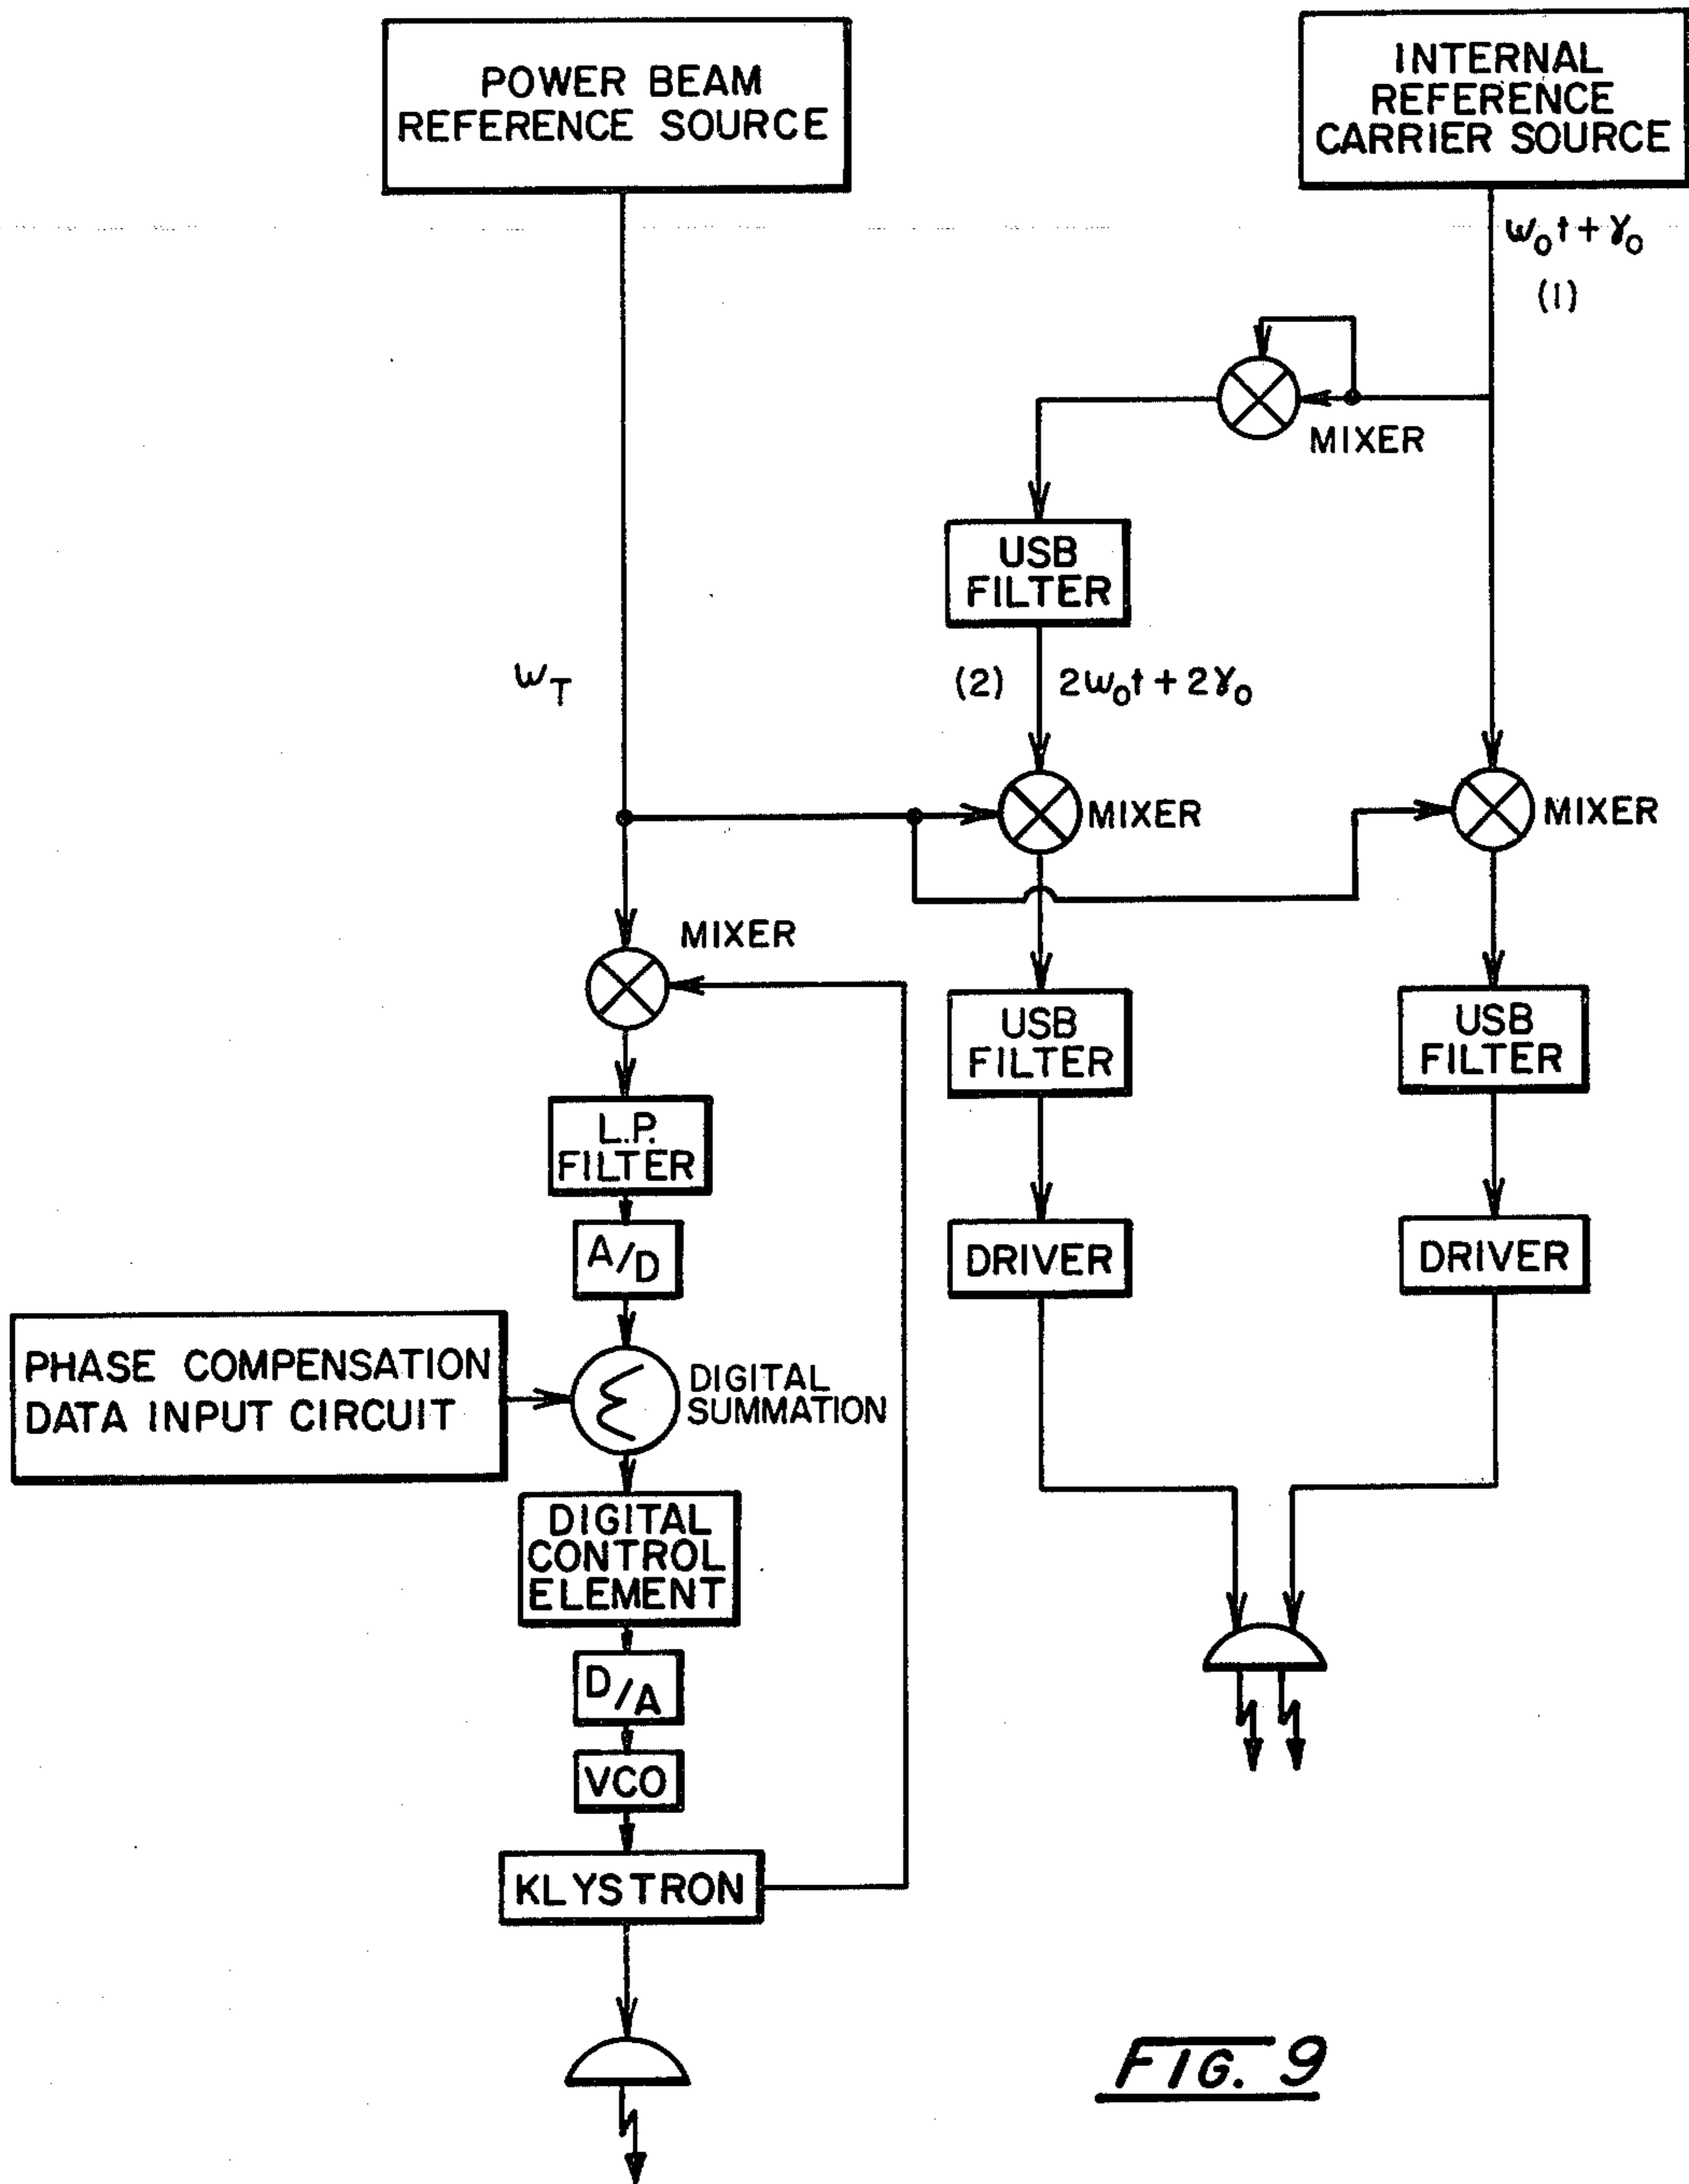 POWER BEAM
REFERENCE SOURCE
INTERNAL
REFERENCE
CARRIER SOURCE
ω₀t + γ₀
(1)
MIXER
USB
FILTER
ω_T
(2) 2ω₀t + 2γ₀
MIXER
MIXER
MIXER
USB
FILTER
USB
FILTER
L.P.
FILTER
A/D
DRIVER
DRIVER
PHASE COMPENSATION
DATA INPUT CIRCUIT
Σ
DIGITAL
SUMMATION
DIGITAL
CONTROL
ELEMENT
D/A
VCO
KLYSTRON
FIG. 9